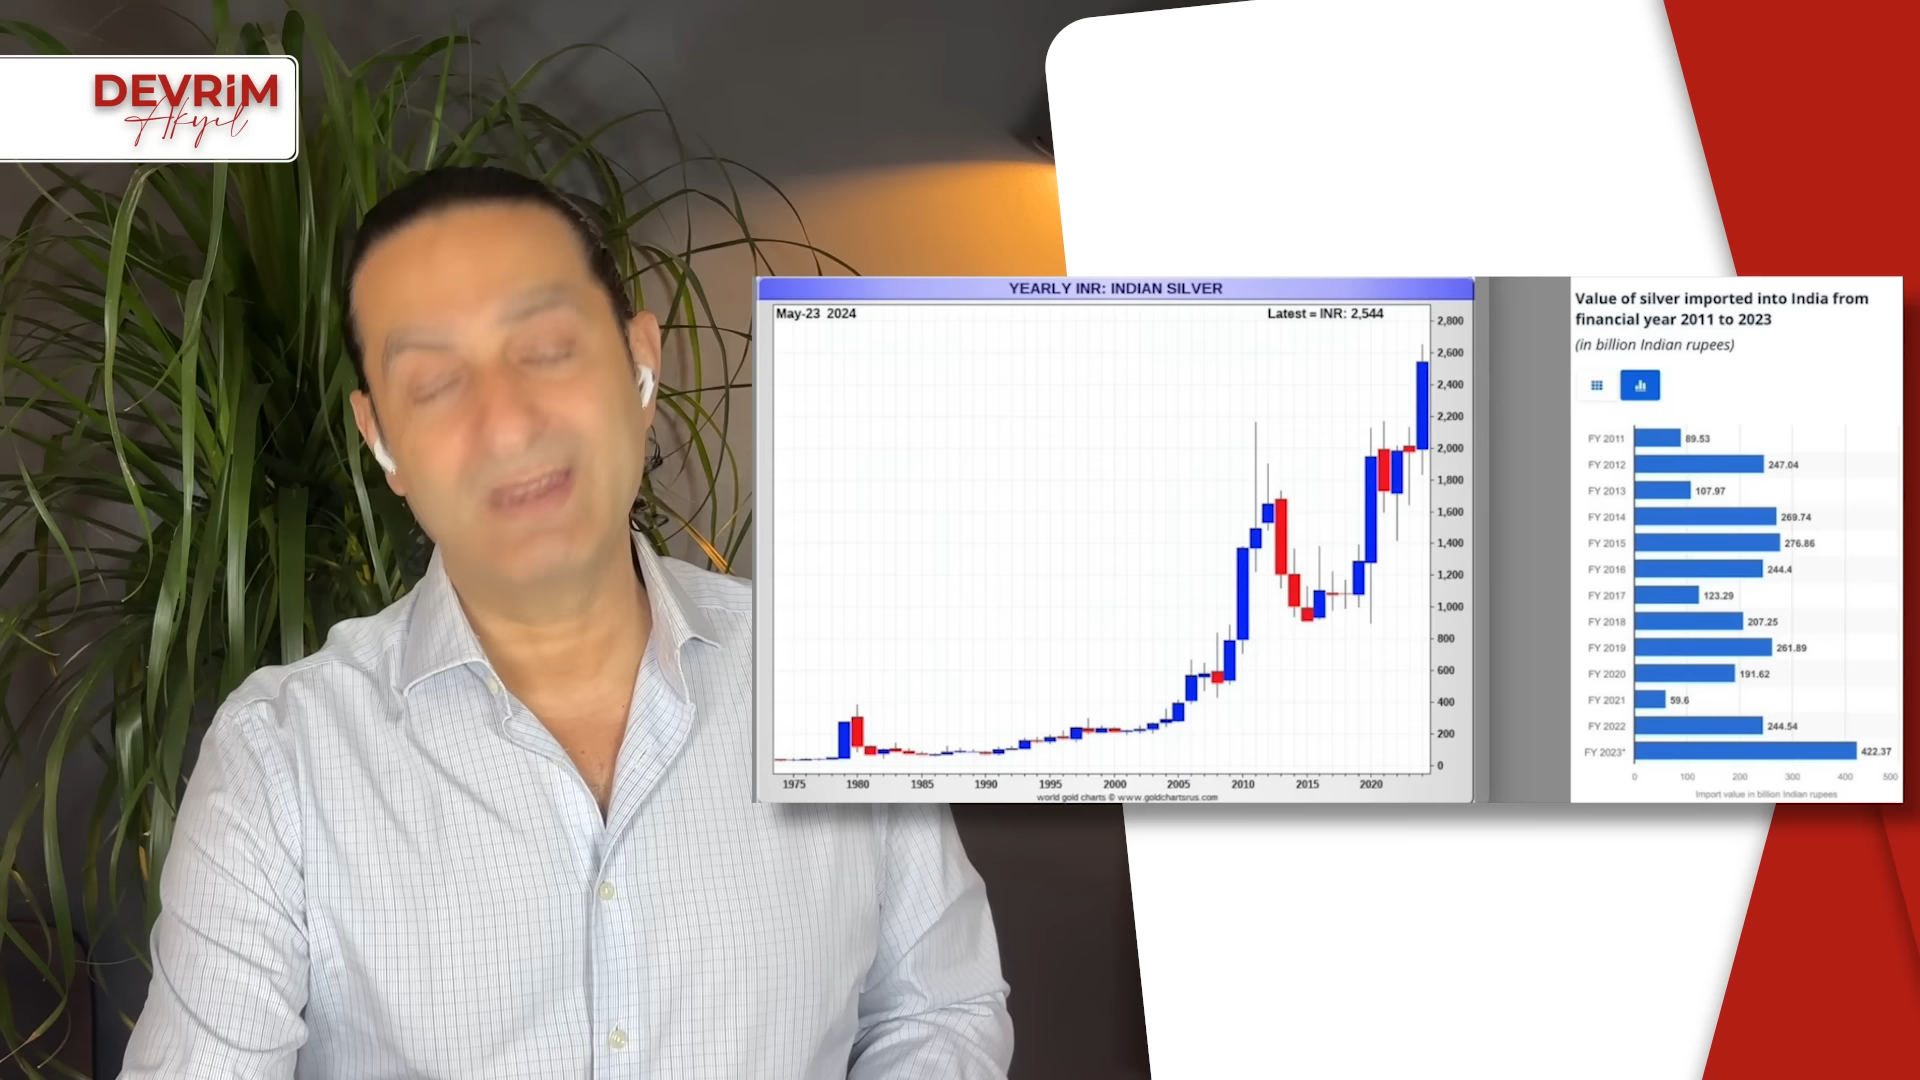 DEVRİM
Akyıl
YEARLY INR: INDIAN SILVER
May-23 2024
Latest = INR: 2,544
2,800
2,600
2,400
2,200
2,000
1,800
1,600
1,400
1,200
1,000
800
600
400
200
0
1975 1980 1985 1990 1995 2000 2005 2010 2015 2020
world gold charts © www.goldchartsrus.com
Value of silver imported into India from
financial year 2011 to 2023
(in billion Indian rupees)
FY 2011 89.53
FY 2012 247.04
FY 2013 107.97
FY 2014 269.74
FY 2015 276.86
FY 2016 244.4
FY 2017 123.29
FY 2018 207.25
FY 2019 261.89
FY 2020 191.62
FY 2021 59.6
FY 2022 244.54
FY 2023* 422.37
0 100 200 300 400 500
Import value in billion Indian rupees